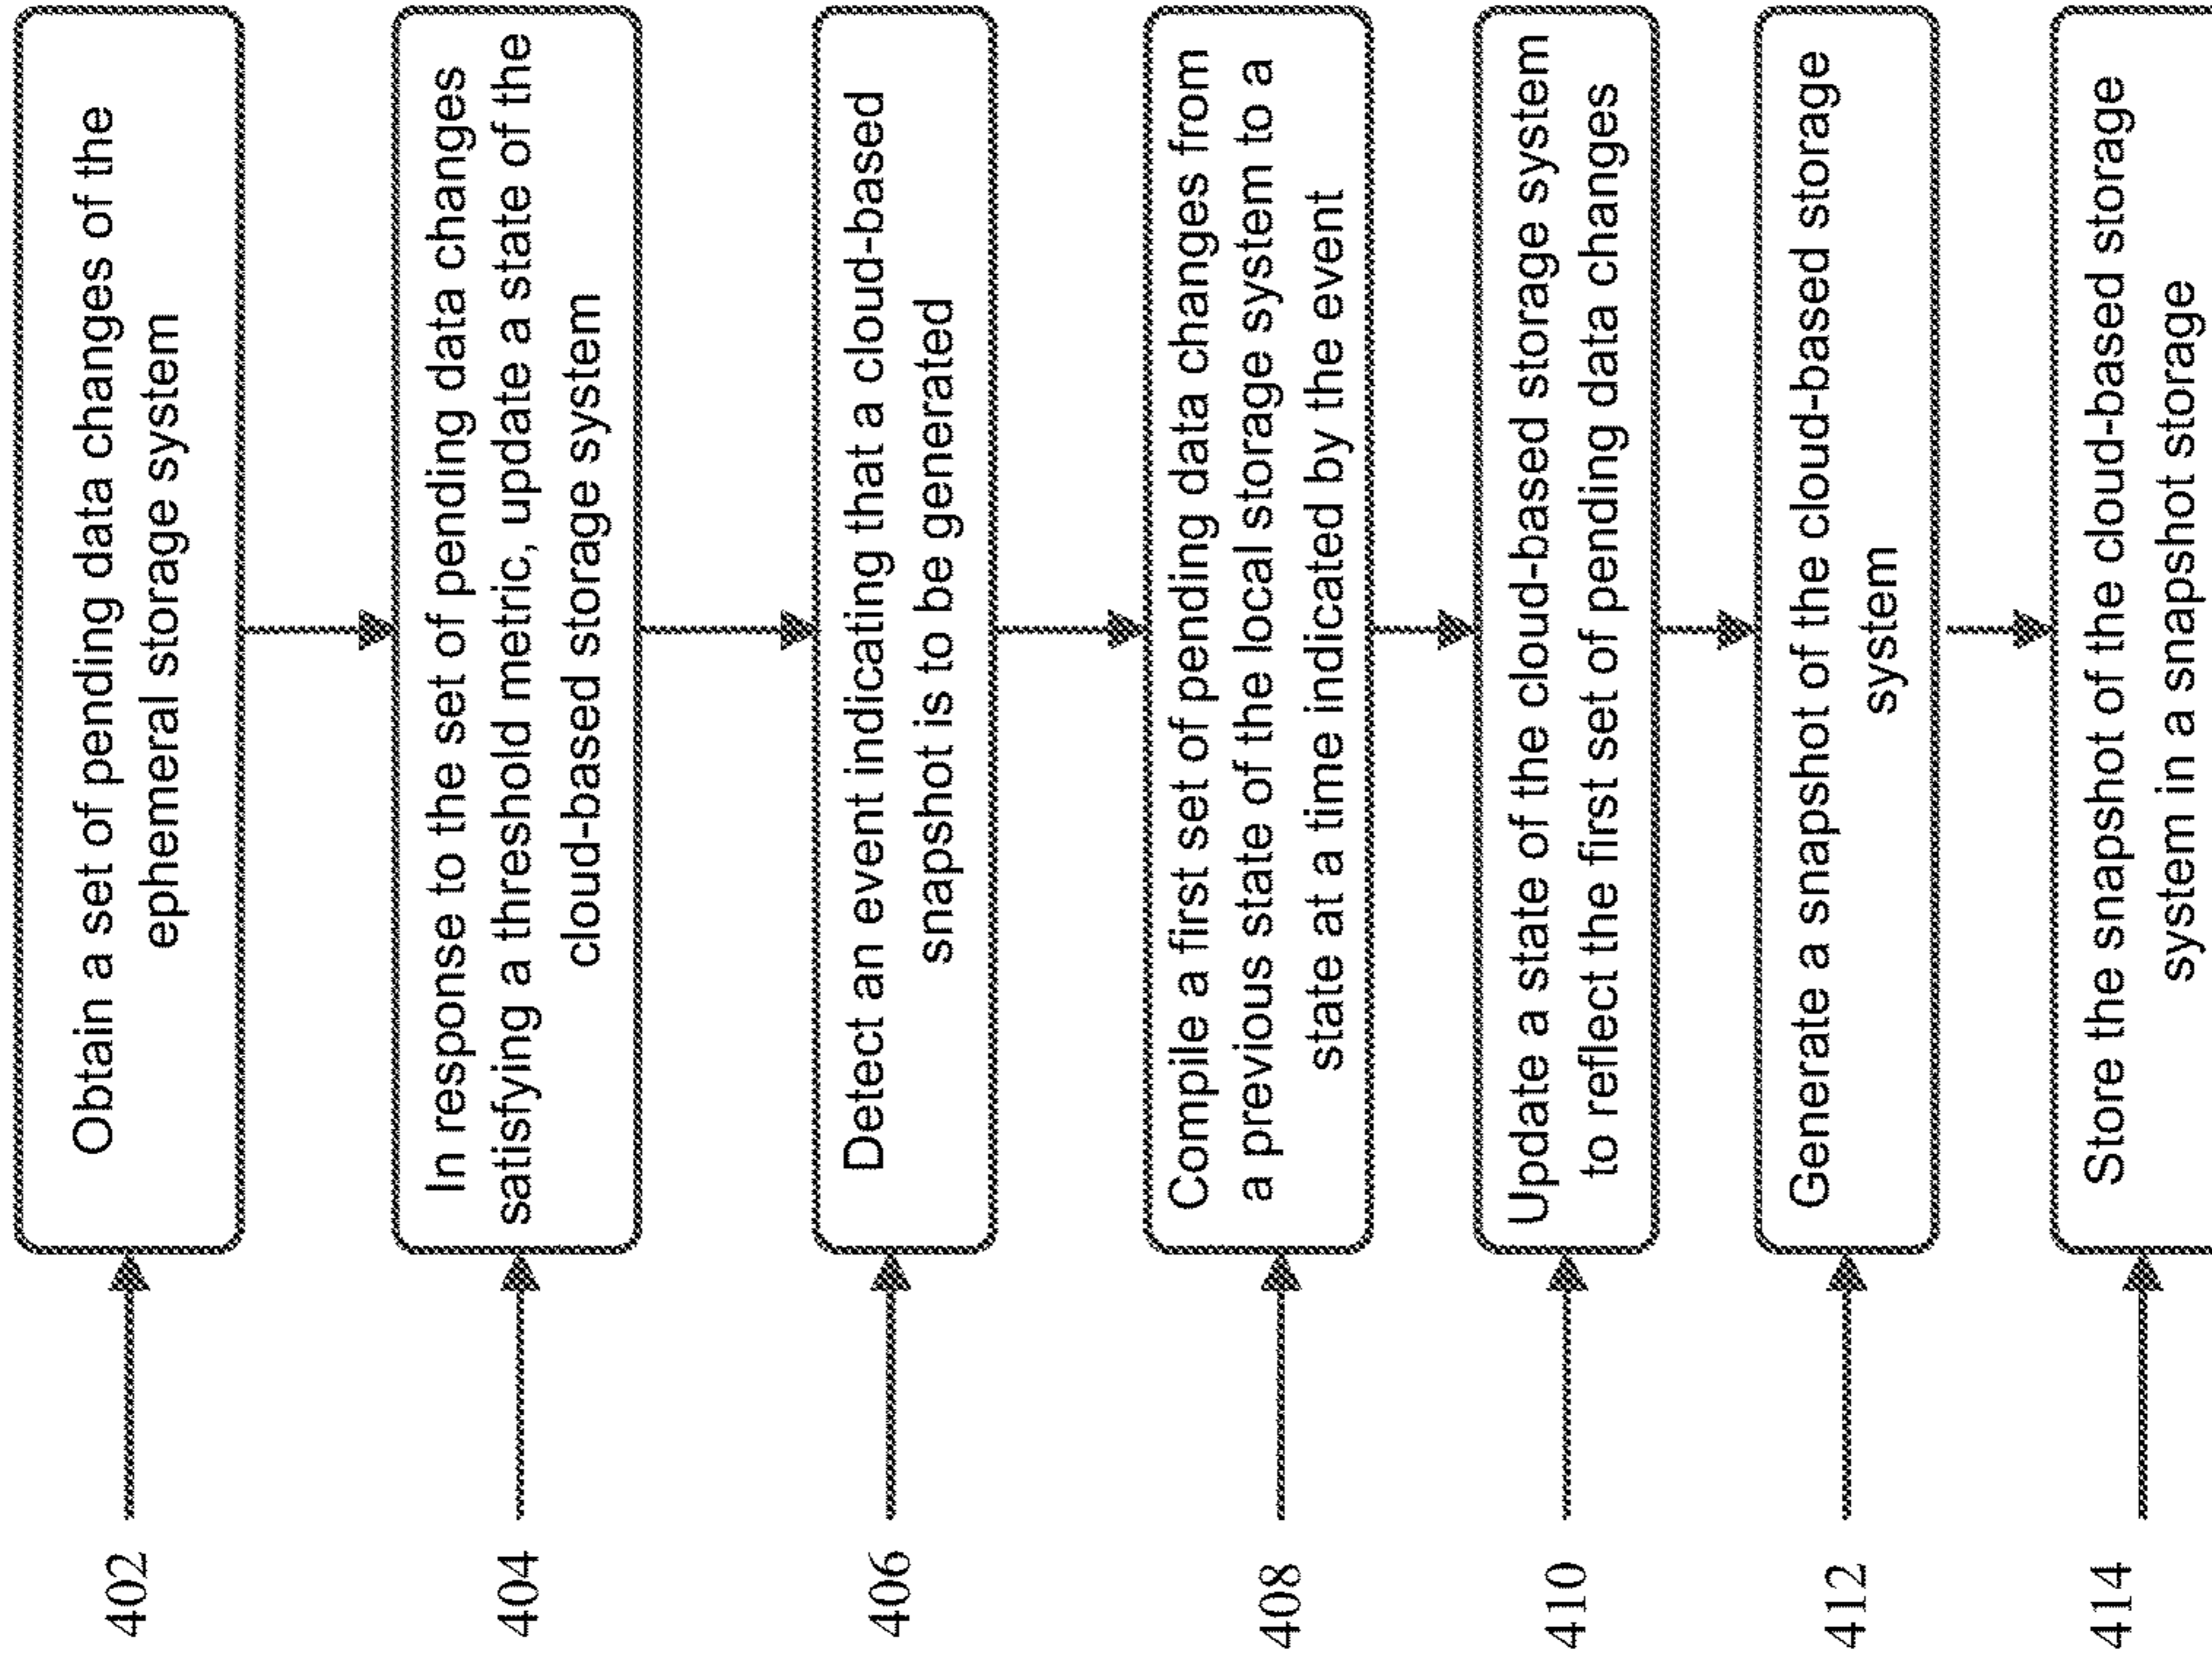 402
Obtain a set of pending data changes of the
ephemeral storage system
404
In response to the set of pending data changes
satisfying a threshold metric, update a state of the
cloud-based storage system
406
Detect an event indicating that a cloud-based
snapshot is to be generated
408
Compile a first set of pending data changes from
a previous state of the local storage system to a
state at a time indicated by the event
410
Update a state of the cloud-based storage system
to reflect the first set of pending data changes
412
Generate a snapshot of the cloud-based storage
system
414
Store the snapshot of the cloud-based storage
system in a snapshot storage